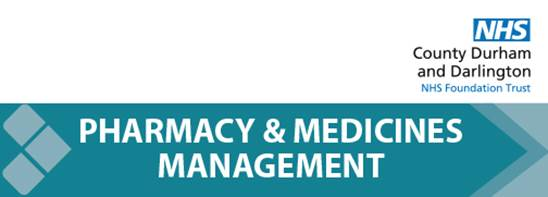 NHS
County Durham
and Darlington
NHS Foundation Trust
PHARMACY & MEDICINES
MANAGEMENT